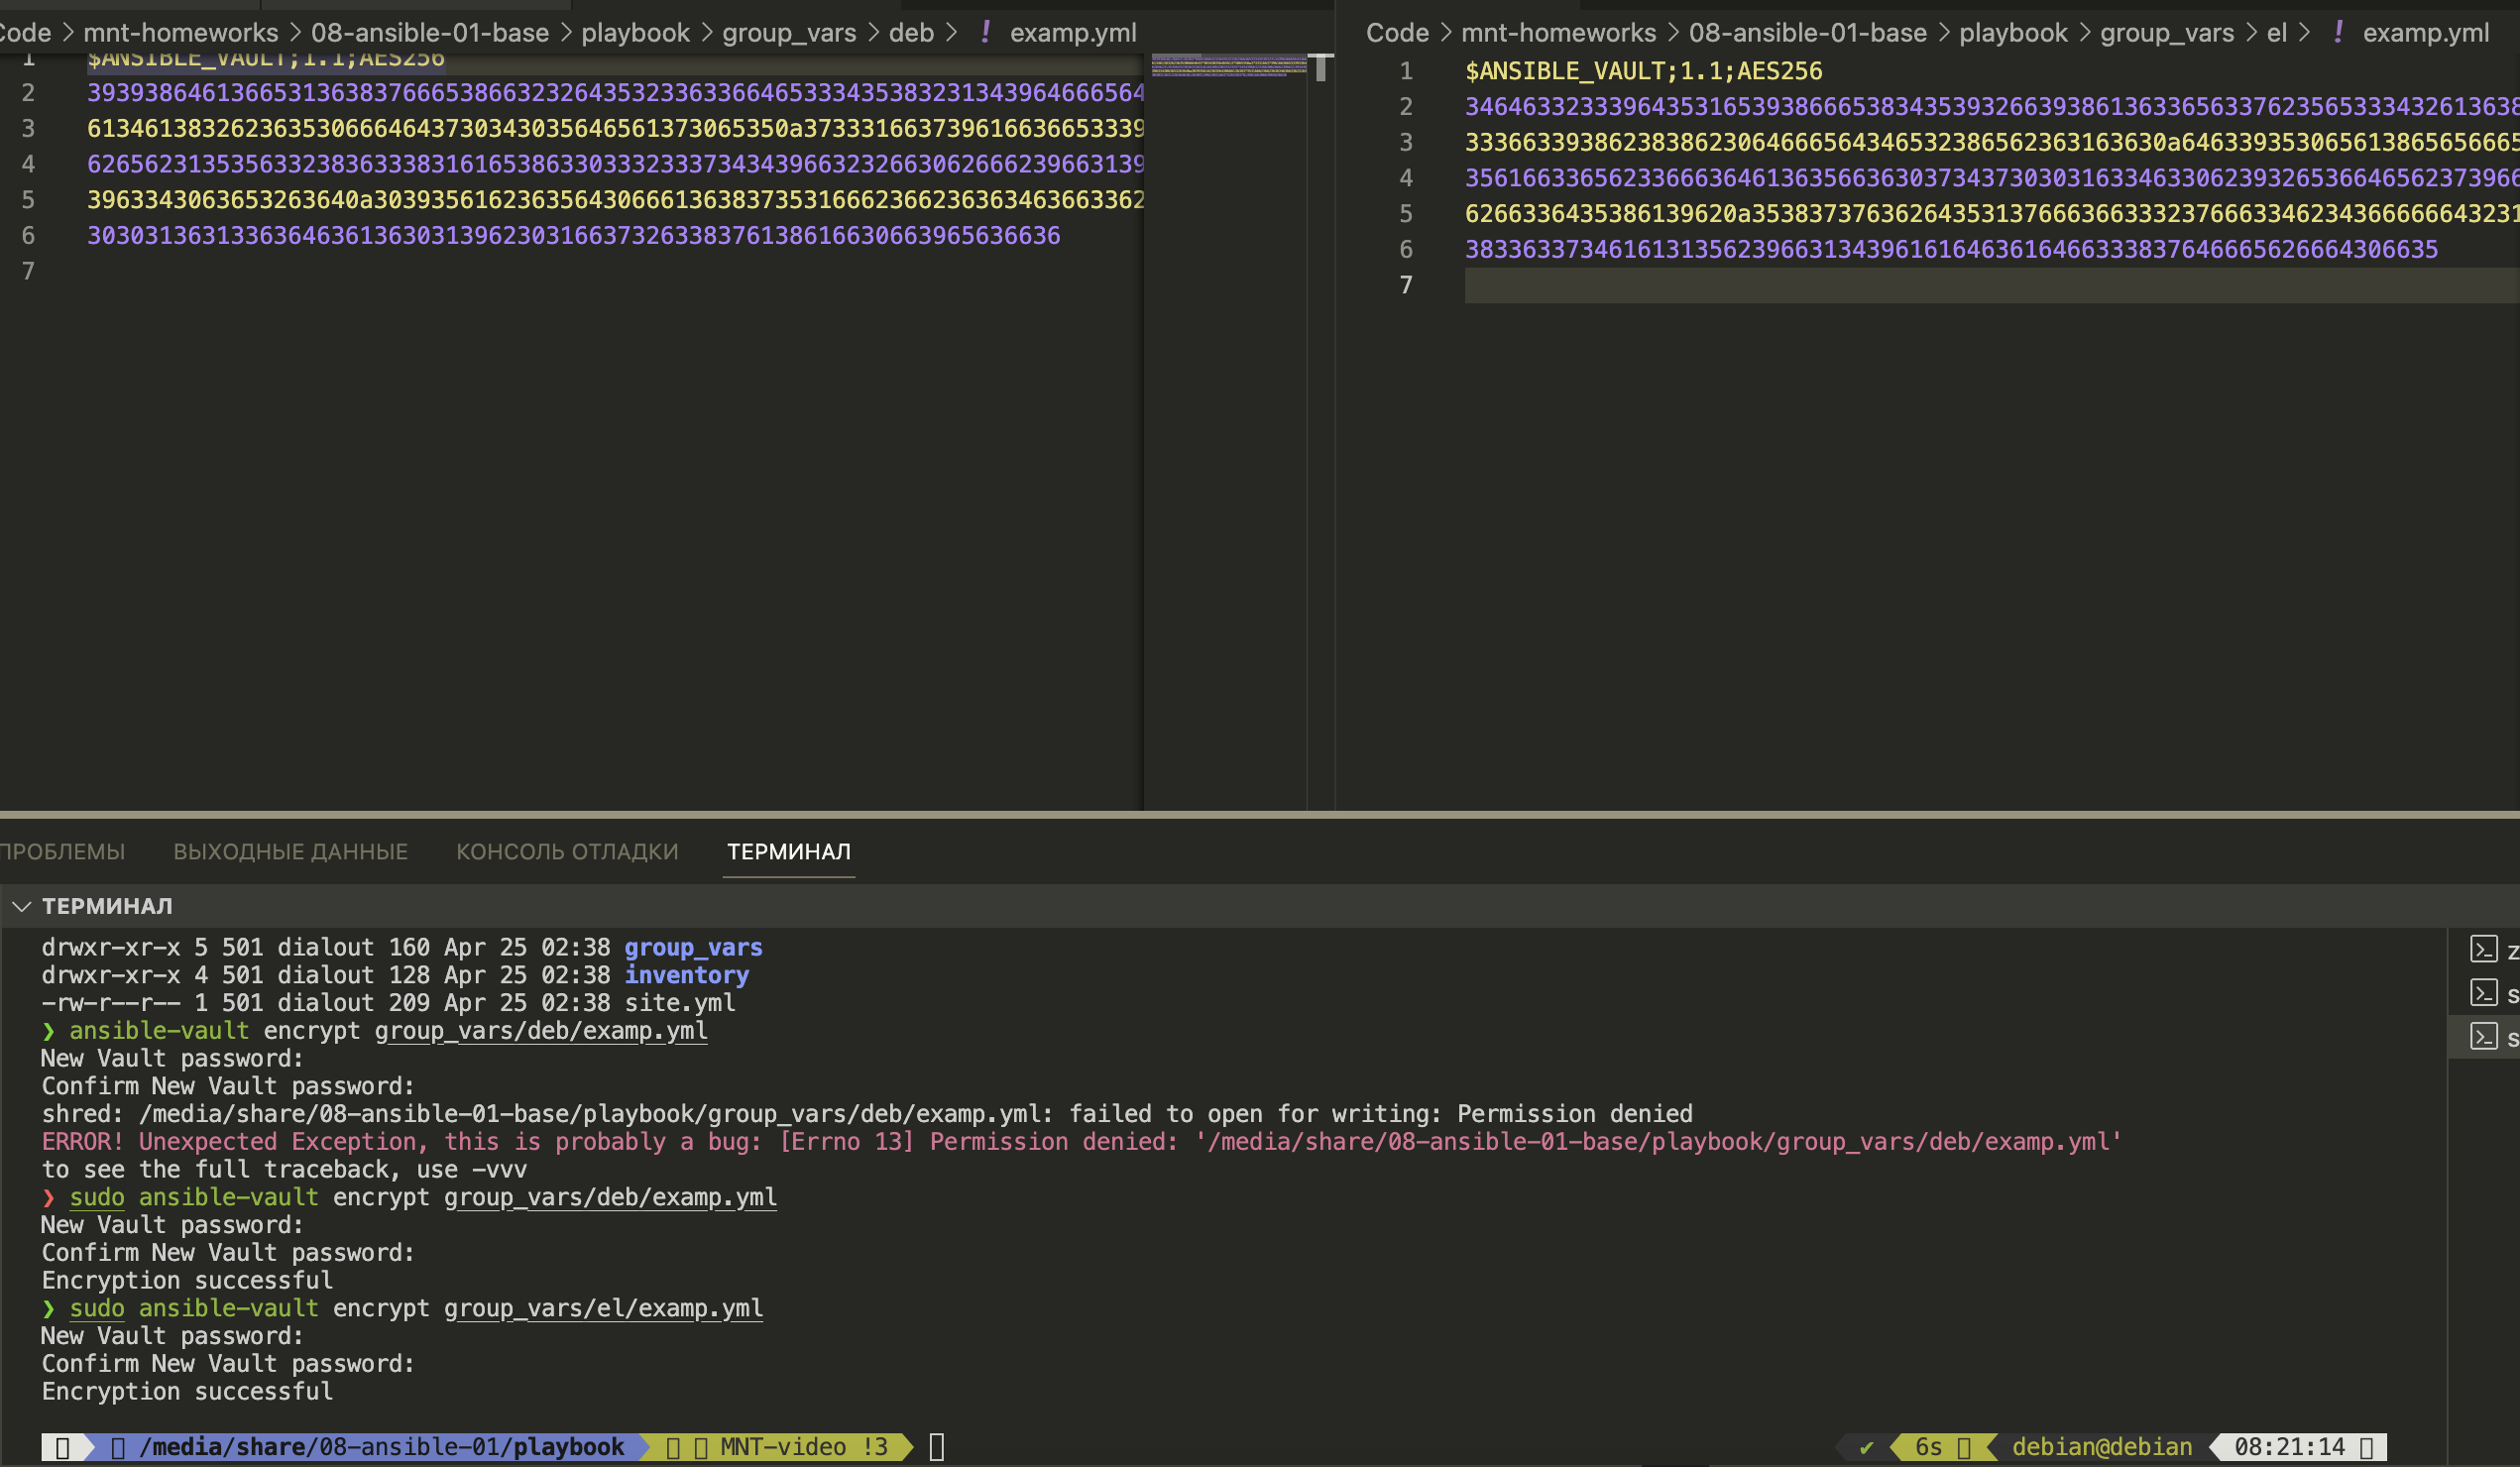 Code > mnt-homeworks > 08-ansible-01-base > playbook > group_vars > deb > ! examp.yml
1 $ANSIBLE_VAULT;1.1;AES256
2 39393864613665313638376665386632326435323363366465333435383231343964666564
3 6134613832623635306664643730343035646561373065350a37333166373961663665333 9
4 62656231353563323836333831616538633033323337343439663232663062666239663139
5 3963343063653263640a303935616236356430666136383735316662366236363463663362
6 30303136313363646361363031396230316637326338376138616630663965636636
7
Code > mnt-homeworks > 08-ansible-01-base > playbook > group_vars > el > ! examp.yml
1 $ANSIBLE_VAULT;1.1;AES256
2 34646332333964353165393866653834353932663938613633656337623565333432613638
3 3336633938623838623064666564346532386562363163630a646339353065613865656665
4 35616633656233666364613635663630373437303031633463306239326536646562373966
5 6266336435386139620a353837376362643531376663663332376663346234366666643231
6 38336337346161313562396631343961616463616466333837646665626664306635
7
ПРОБЛЕМЫ ВЫХОДНЫЕ ДАННЫЕ КОНСОЛЬ ОТЛАДКИ ТЕРМИНАЛ
ТЕРМИНАЛ
drwxr-xr-x 5 501 dialout 160 Apr 25 02:38 group_vars
drwxr-xr-x 4 501 dialout 128 Apr 25 02:38 inventory
-rw-r--r-- 1 501 dialout 209 Apr 25 02:38 site.yml
❯ ansible-vault encrypt group_vars/deb/examp.yml
New Vault password:
Confirm New Vault password:
shred: /media/share/08-ansible-01-base/playbook/group_vars/deb/examp.yml: failed to open for writing: Permission denied
ERROR! Unexpected Exception, this is probably a bug: [Errno 13] Permission denied: '/media/share/08-ansible-01-base/playbook/group_vars/deb/examp.yml'
to see the full traceback, use -vvv
❯ sudo ansible-vault encrypt group_vars/deb/examp.yml
New Vault password:
Confirm New Vault password:
Encryption successful
❯ sudo ansible-vault encrypt group_vars/el/examp.yml
New Vault password:
Confirm New Vault password:
Encryption successful
/media/share/08-ansible-01/playbook MNT-video !3 ✔ 6s debian@debian 08:21:14
z
s
s